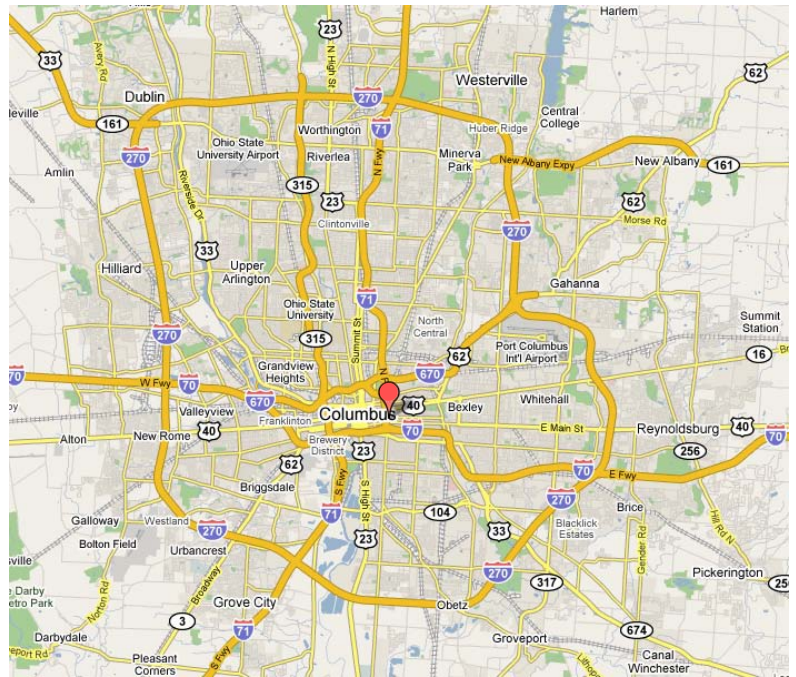 Harlem
23
33
Avery Rd
N High St
Westerville
62
Dublin
270
Central
College
161
Worthington
71
Huber Ridge
Ohio State
University Airport
Riverlea
N Fwy
Minerva
Park
New Albany Expy
New Albany
161
270
Amlin
315
23
62
Riverside Dr
Clintonville
Morse Rd
33
270
Hilliard
Upper
Arlington
Gahanna
71
Ohio State
University
Summit St
North
Central
Summit
Station
270
315
Port Columbus
Int'l Airport
62
16
Grandview
Heights
670
70
W Fwy
70
670
Valleyview
Columbus
40
Bexley
Whitehall
Franklinton
40
70
E Main St
Reynoldsburg
40
Alton
New Rome
Brewery
District
23
70
62
256
70
E Fwy
Briggsdale
S Fwy
S High St
270
Brice
Hill Rd N
Galloway
Westland
270
71
104
33
Blacklick
Estates
Gender Rd
Bolton Field
Urbancrest
23
Broadway
270
Pickerington
317
Norton Rd
Grove City
Obetz
3
71
674
Darbydale
Groveport
Canal
Winchester
Pleasant
Corners
S Fwy